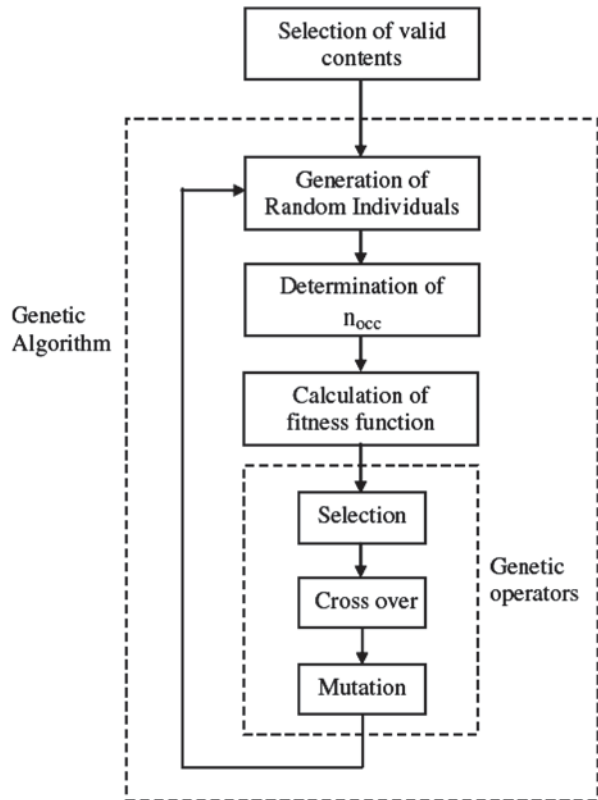 Selection of valid
contents
Generation of
Random Individuals
Determination of
nocc
Genetic
Algorithm
Calculation of
fitness function
Selection
Cross over
Genetic
operators
Mutation